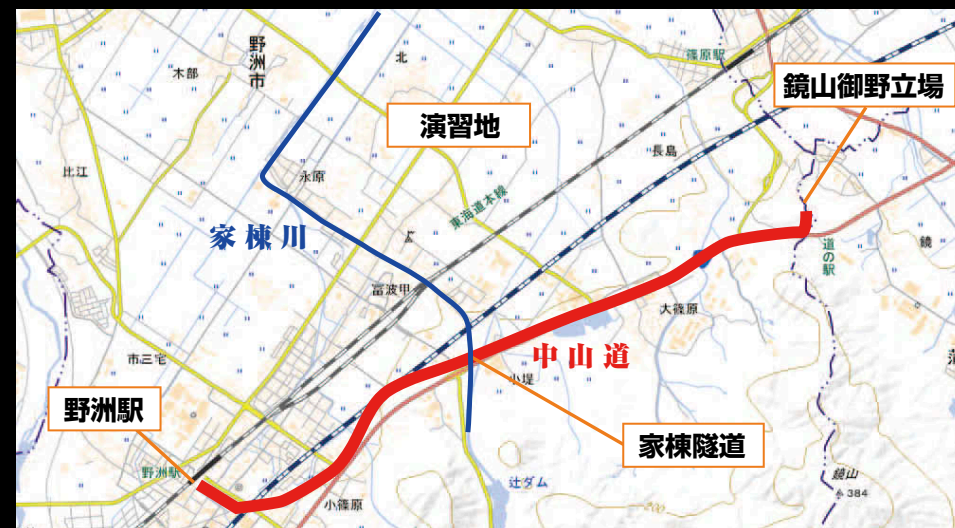 野洲市
北
木部
篠原駅
鏡山御野立場
演習地
比江
永原
長島
東海道本線
家棟川
道の駅
鏡
冨波甲
大篠原
中山道
市三宅
小堤
野洲駅
家棟隧道
野洲駅
辻ダム
鏡山
384
小篠原
200